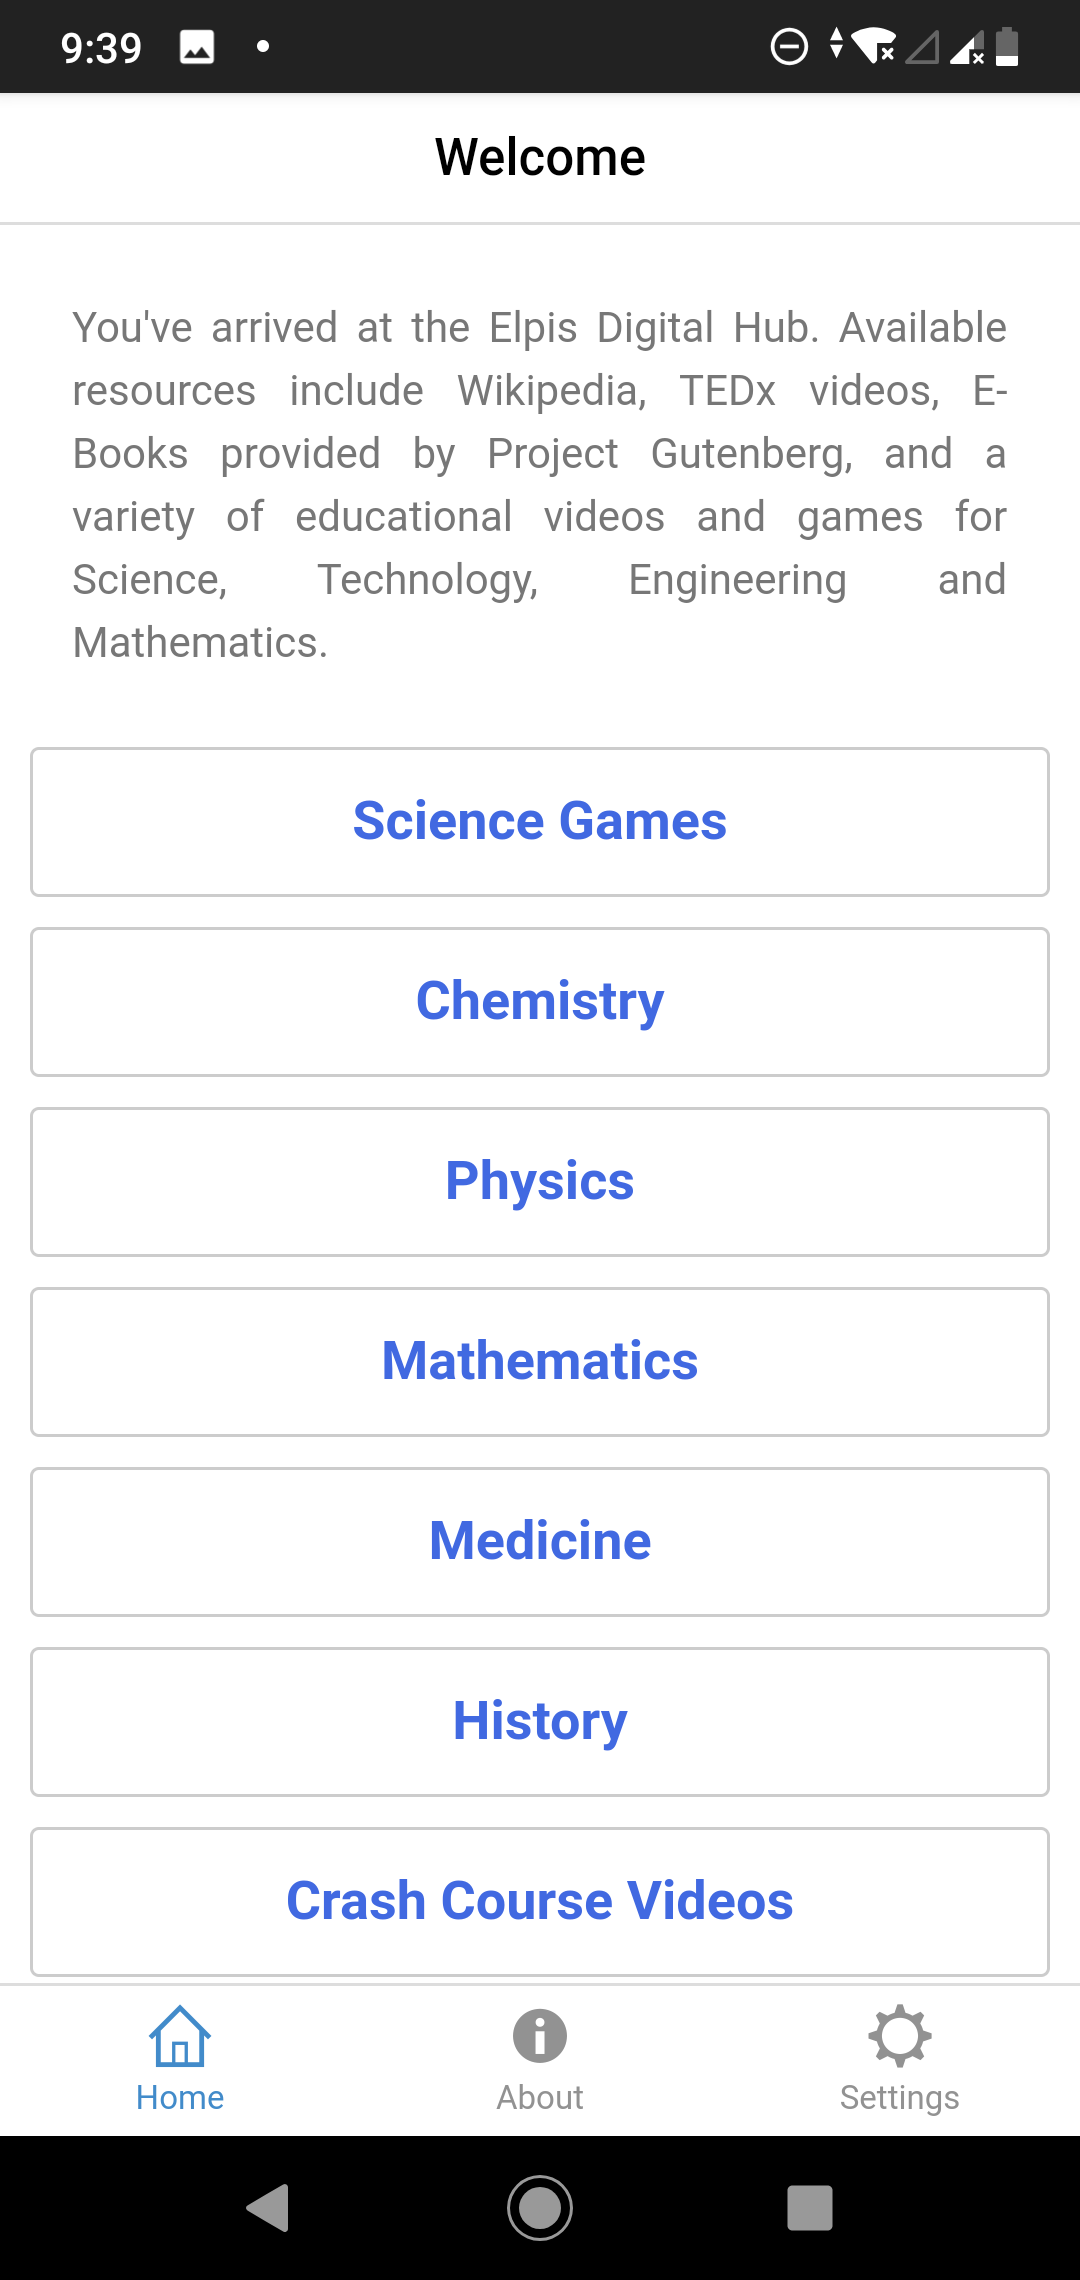 9:39
Welcome
You've arrived at the Elpis Digital Hub. Available
resources include Wikipedia, TEDx videos, E-
Books provided by Project Gutenberg, and a
variety of educational videos and games for
Science, Technology, Engineering and
Mathematics.
Science Games
Chemistry
Physics
Mathematics
Medicine
History
Crash Course Videos
Home About Settings